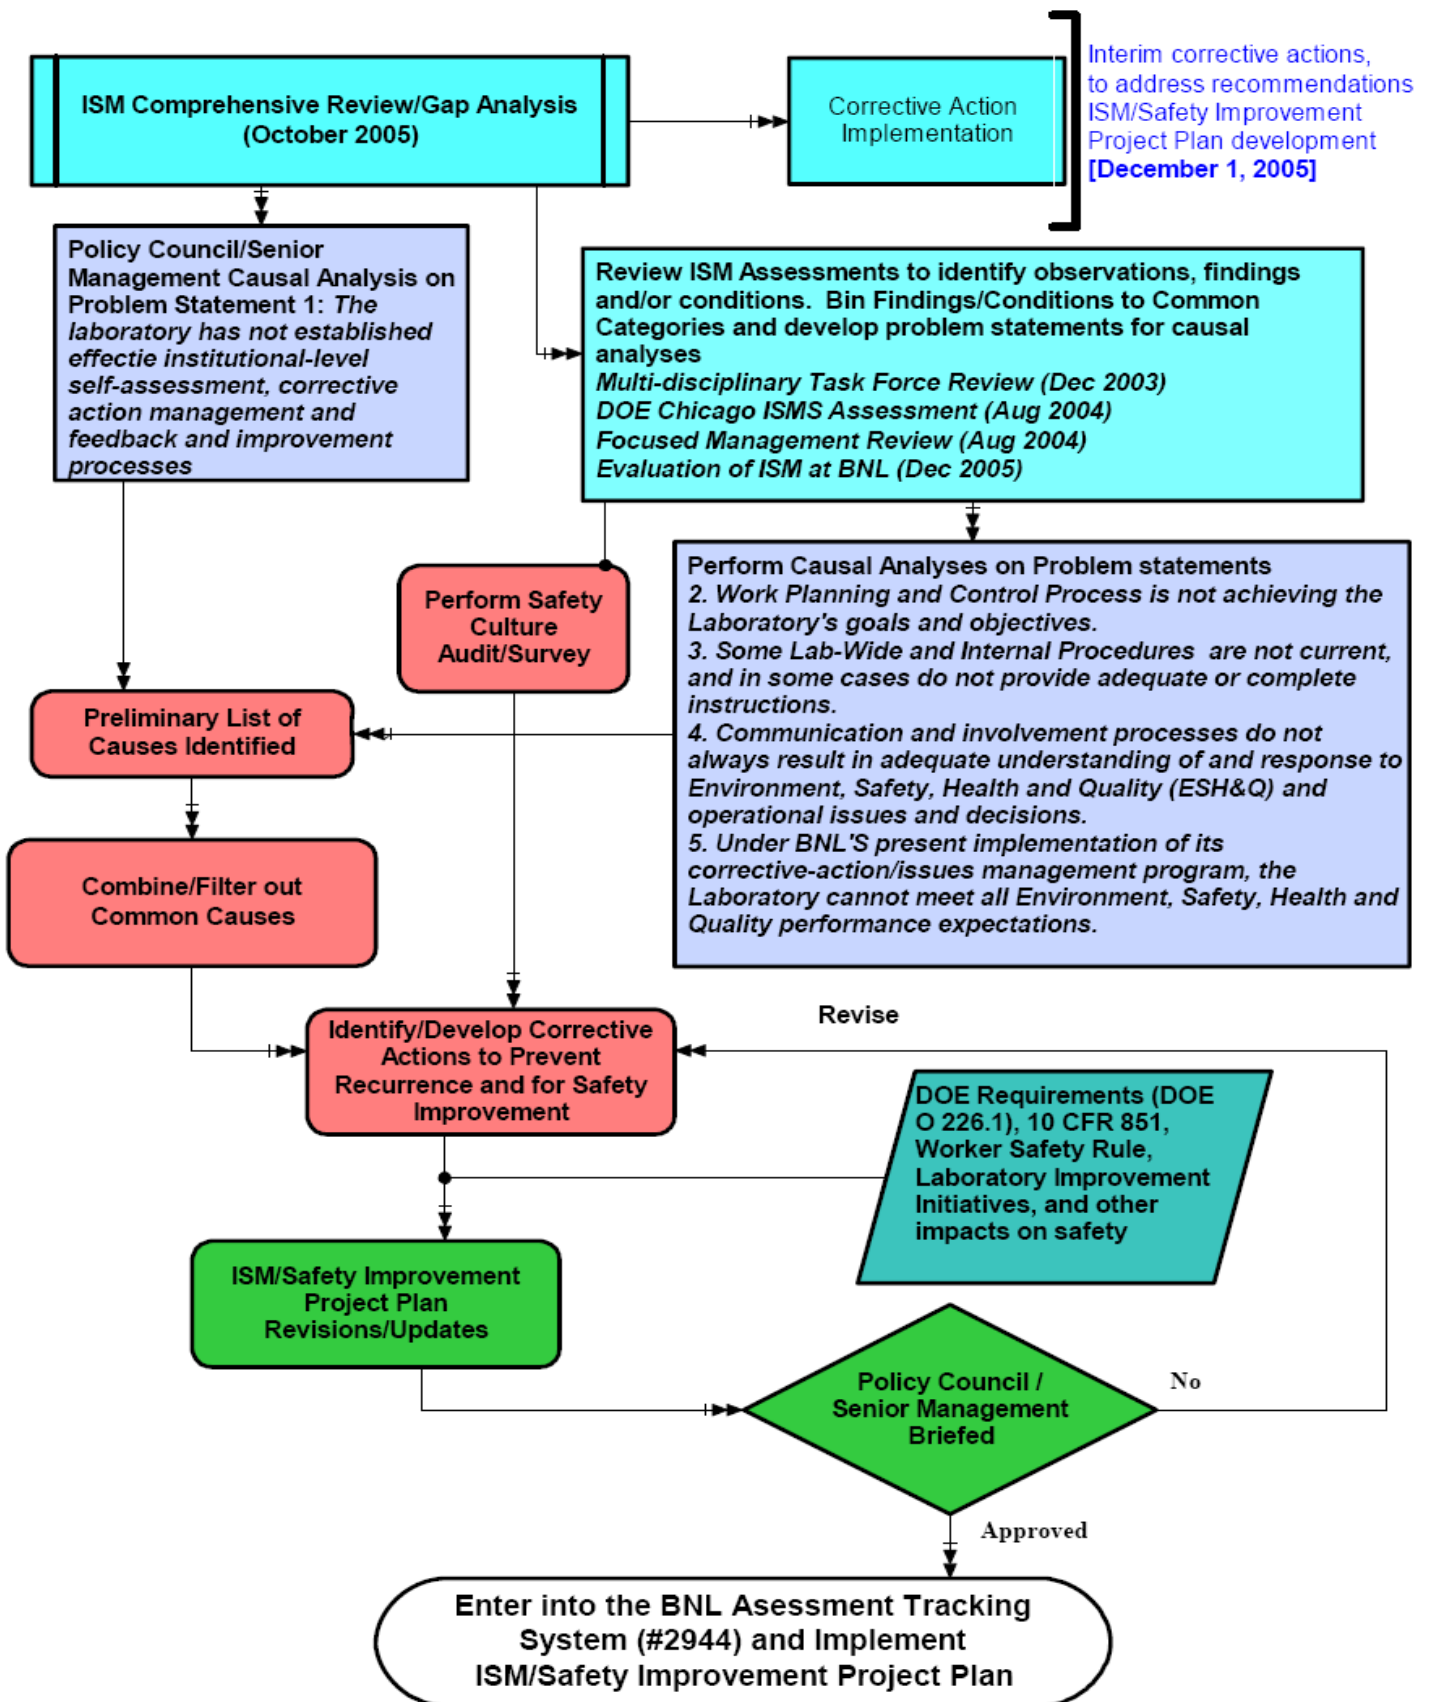 ISM Comprehensive Review/Gap Analysis
(October 2005)
Corrective Action
Implementation
Interim corrective actions,
to address recommendations
ISM/Safety Improvement
Project Plan development
[December 1, 2005]
Policy Council/Senior
Management Causal Analysis on
Problem Statement 1: The
laboratory has not established
effectie institutional-level
self-assessment, corrective
action management and
feedback and improvement
processes
Review ISM Assessments to identify observations, findings
and/or conditions.  Bin Findings/Conditions to Common
Categories and develop problem statements for causal
analyses
Multi-disciplinary Task Force Review (Dec 2003)
DOE Chicago ISMS Assessment (Aug 2004)
Focused Management Review (Aug 2004)
Evaluation of ISM at BNL (Dec 2005)
Perform Safety
Culture
Audit/Survey
Perform Causal Analyses on Problem statements
2. Work Planning and Control Process is not achieving the
Laboratory's goals and objectives.
3. Some Lab-Wide and Internal Procedures  are not current,
and in some cases do not provide adequate or complete
instructions.
4. Communication and involvement processes do not
always result in adequate understanding of and response to
Environment, Safety, Health and Quality (ESH&Q) and
operational issues and decisions.
5. Under BNL'S present implementation of its
corrective-action/issues management program, the
Laboratory cannot meet all Environment, Safety, Health and
Quality performance expectations.
Preliminary List of
Causes Identified
Combine/Filter out
Common Causes
Identify/Develop Corrective
Actions to Prevent
Recurrence and for Safety
Improvement
Revise
DOE Requirements (DOE
O 226.1), 10 CFR 851,
Worker Safety Rule,
Laboratory Improvement
Initiatives, and other
impacts on safety
ISM/Safety Improvement
Project Plan
Revisions/Updates
Policy Council /
Senior Management
Briefed
No
Approved
Enter into the BNL Asessment Tracking
System (#2944) and Implement
ISM/Safety Improvement Project Plan